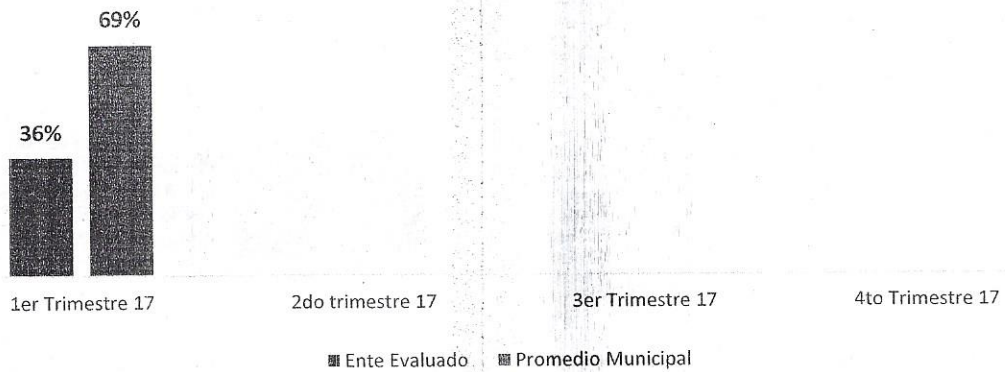 69%
36%
1er Trimestre 17 2do trimestre 17 3er Trimestre 17 4to Trimestre 17
Ente Evaluado Promedio Municipal